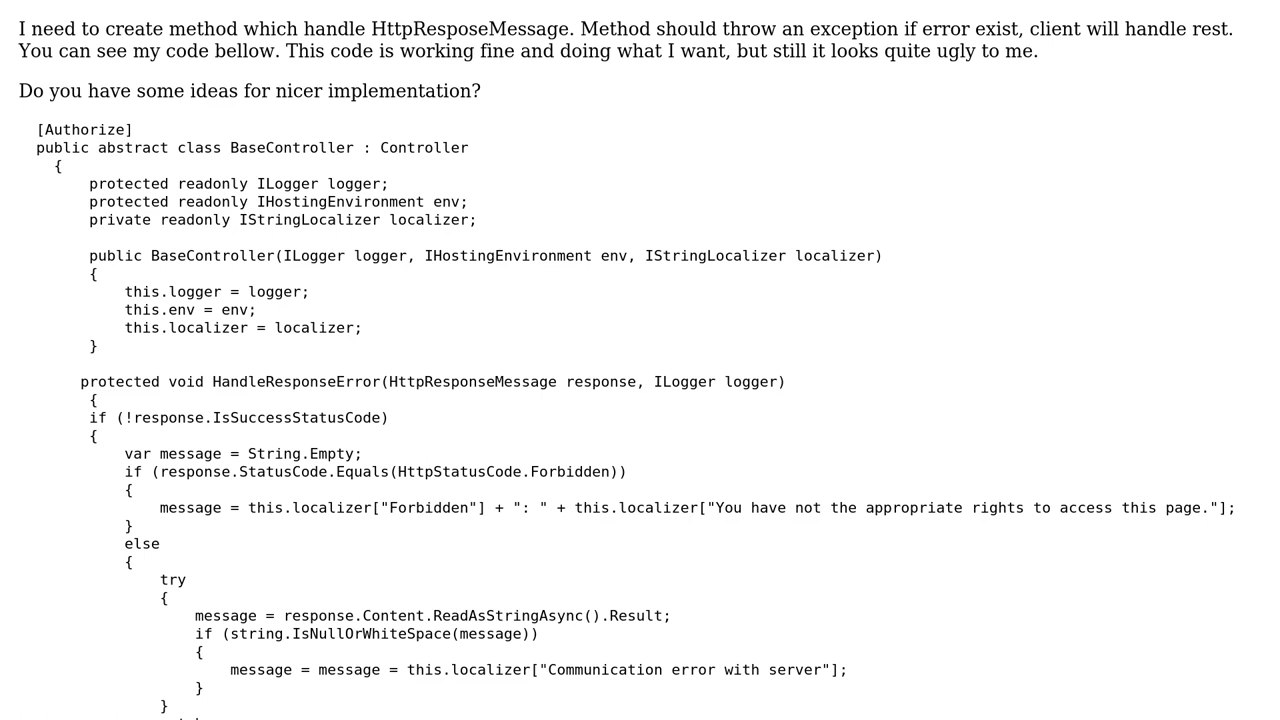 I need to create method which handle HttpResposeMessage. Method should throw an exception if error exist, client will handle rest.
You can see my code bellow. This code is working fine and doing what I want, but still it looks quite ugly to me.
Do you have some ideas for nicer implementation?
[Authorize]
public abstract class BaseController : Controller
{
protected readonly ILogger logger;
protected readonly IHostingEnvironment env;
private readonly IStringLocalizer localizer;
public BaseController(ILogger logger, IHostingEnvironment env, IStringLocalizer localizer)
{
this.logger = logger;
this.env = env;
this.localizer = localizer;
}
protected void HandleResponseError(HttpResponseMessage response, ILogger logger)
{
if (!response.IsSuccessStatusCode)
{
var message = String.Empty;
if (response.StatusCode.Equals(HttpStatusCode.Forbidden))
{
message = this.localizer["Forbidden"] + ": " + this.localizer["You have not the appropriate rights to access this page."];
}
else
{
try
{
message = response.Content.ReadAsStringAsync().Result;
if (string.IsNullOrWhiteSpace(message))
{
message = message = this.localizer["Communication error with server"];
}
}